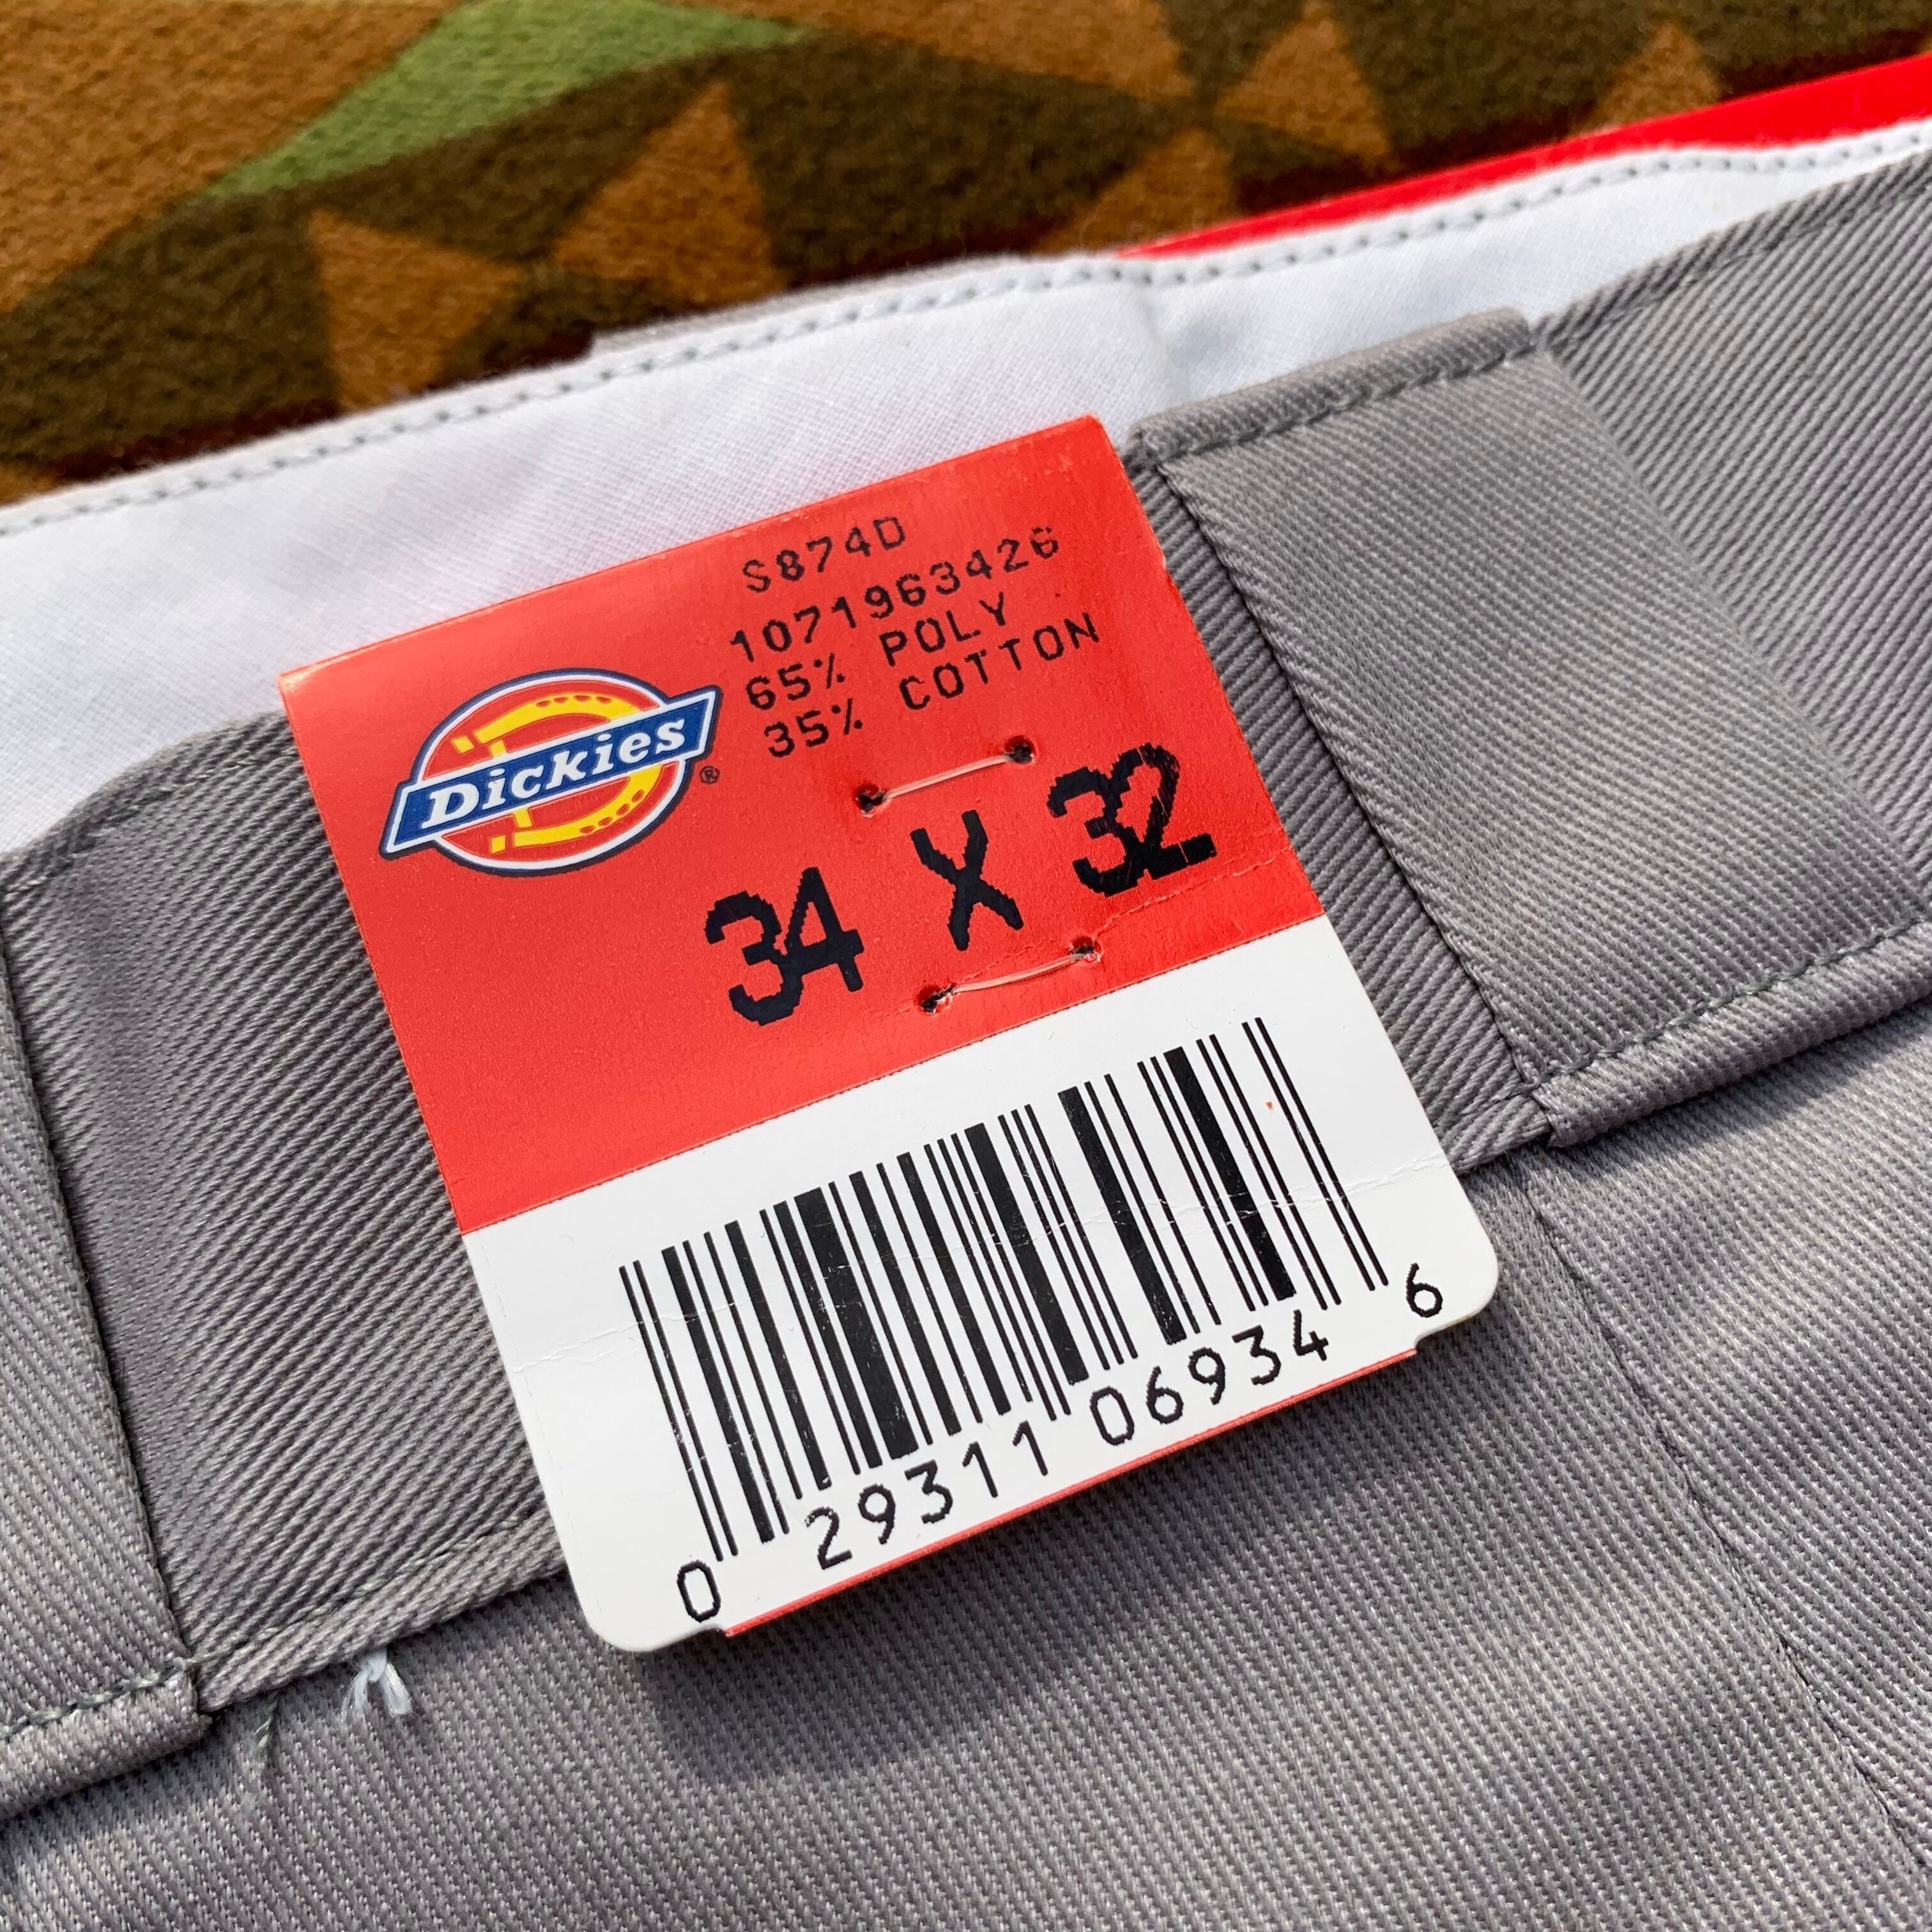 S874D
1071963426
65% POLY
35% COTTON
Dickies®
34 X 32
0 29311 06934 6